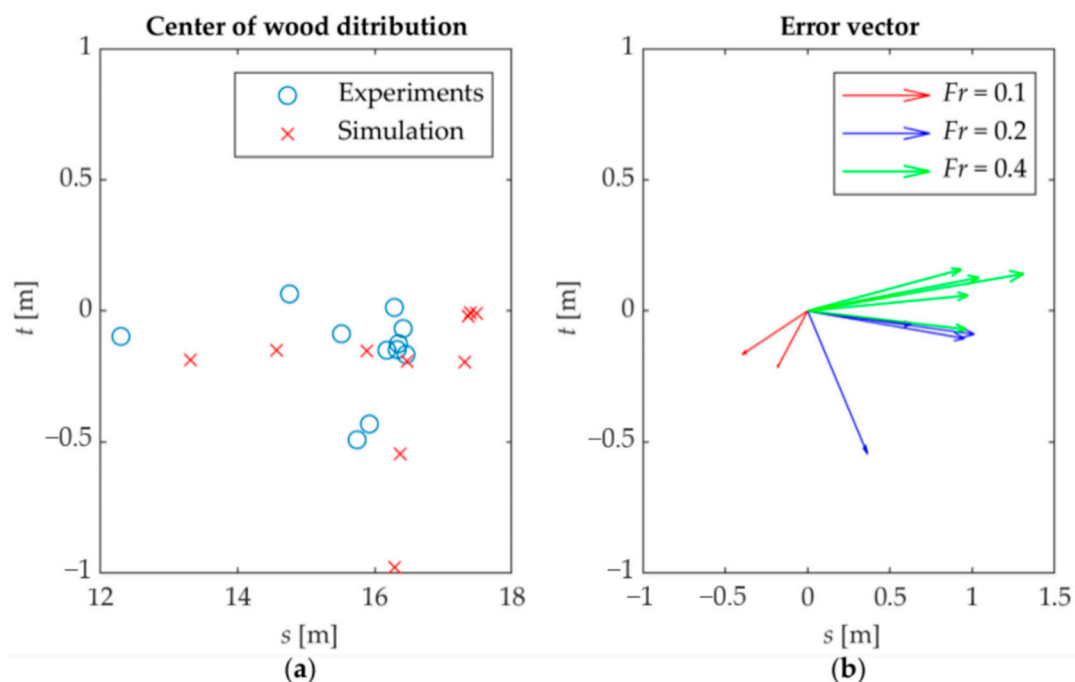 Center of wood ditribution
1
0.5
0
−0.5
−1
t [m]
12
14
16
18
s [m]
Experiments
Simulation
(a)
Error vector
1
0.5
0
−0.5
−1
t [m]
−1
−0.5
0
0.5
1
1.5
s [m]
Fr = 0.1
Fr = 0.2
Fr = 0.4
(b)